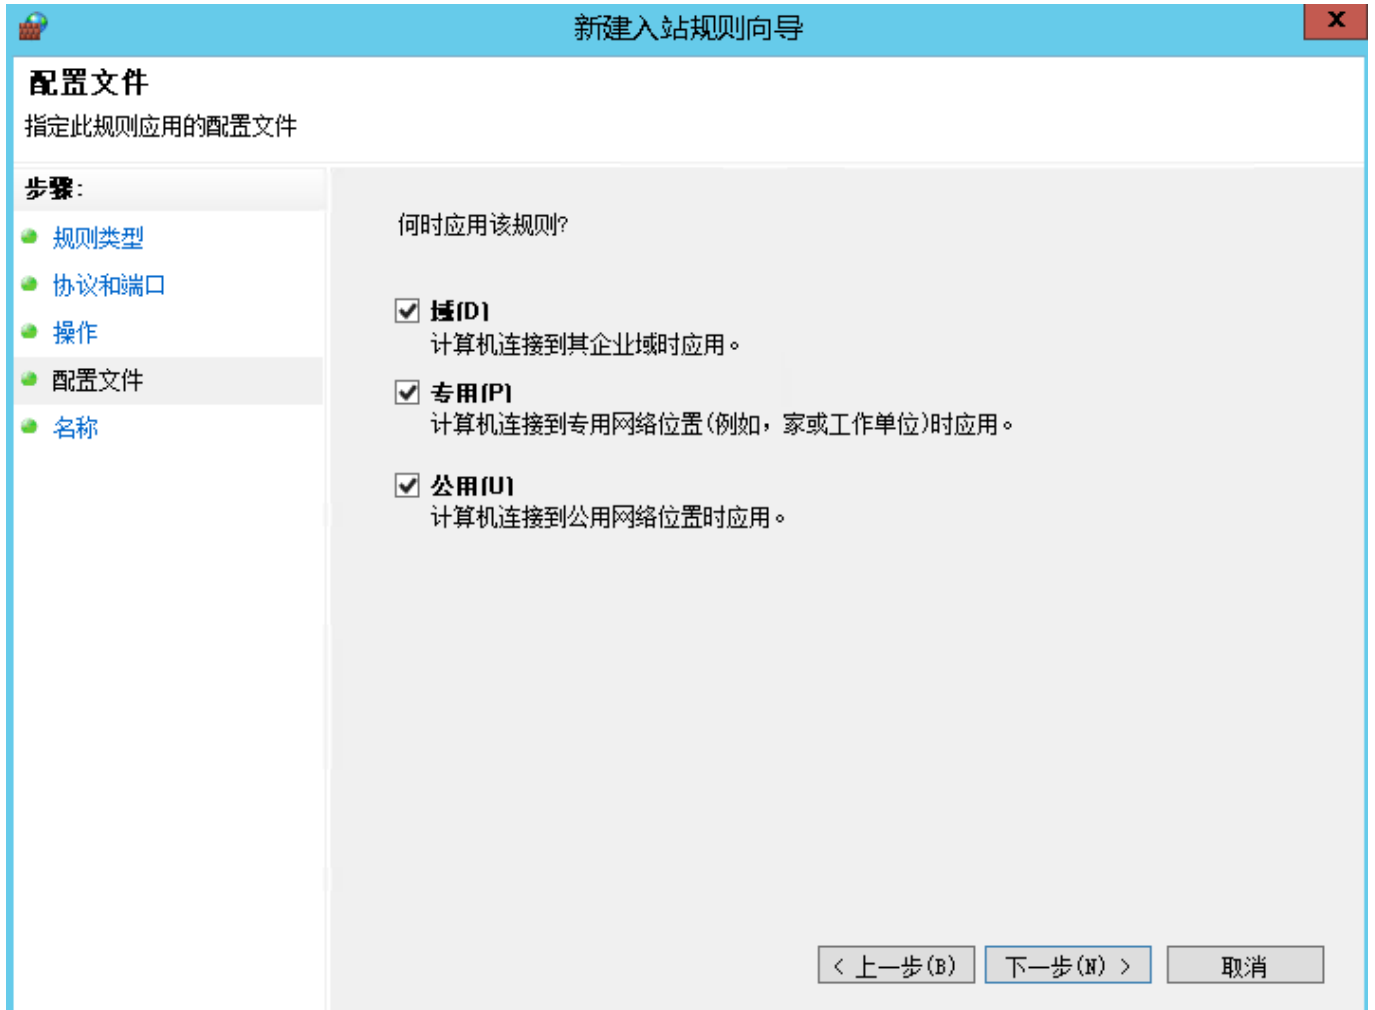 新建入站规则向导
x
配置文件
指定此规则应用的配置文件
步骤:
规则类型
协议和端口
操作
配置文件
名称
何时应用该规则?
域(D)
计算机连接到其企业域时应用。
专用(P)
计算机连接到专用网络位置(例如，家或工作单位)时应用。
公用(U)
计算机连接到公用网络位置时应用。
< 上一步(B)
下一步(N) >
取消